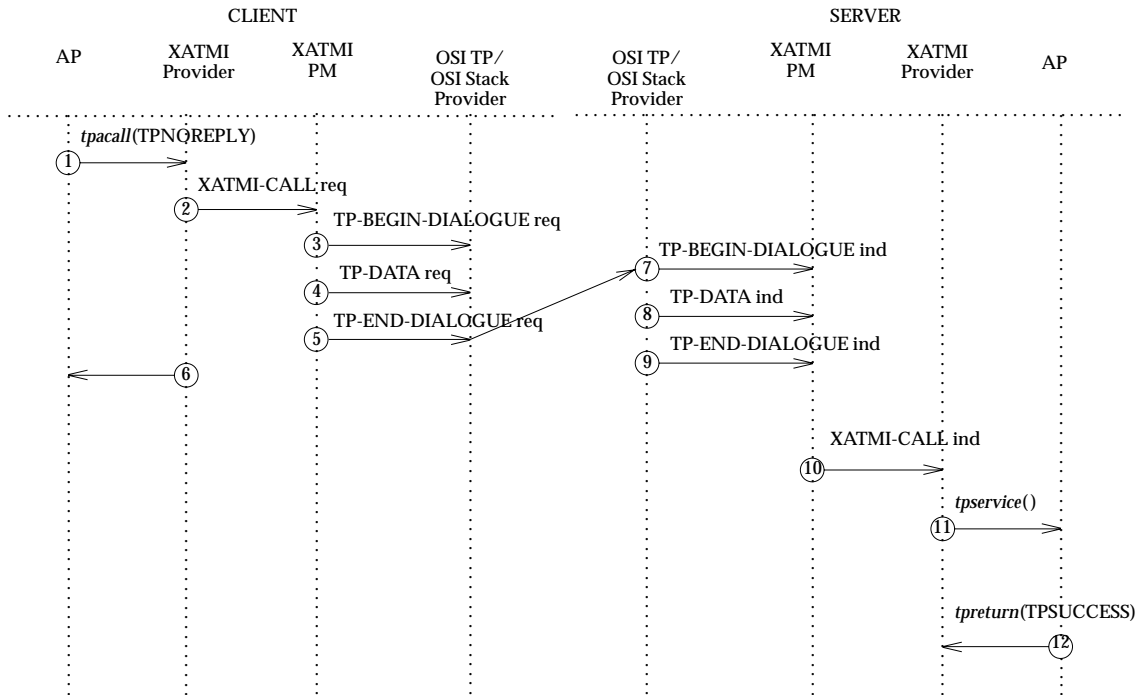 CLIENT
SERVER
AP
XATMI
Provider
XATMI
PM
OSI TP/
OSI Stack
Provider
OSI TP/
OSI Stack
Provider
XATMI
PM
XATMI
Provider
AP
tpacall(TPNOREPLY)
1
XATMI-CALL req
2
TP-BEGIN-DIALOGUE req
3
TP-BEGIN-DIALOGUE ind
7
TP-DATA req
4
TP-DATA ind
8
TP-END-DIALOGUE req
5
TP-END-DIALOGUE ind
9
6
XATMI-CALL ind
10
tpservice()
11
tpreturn(TPSUCCESS)
12